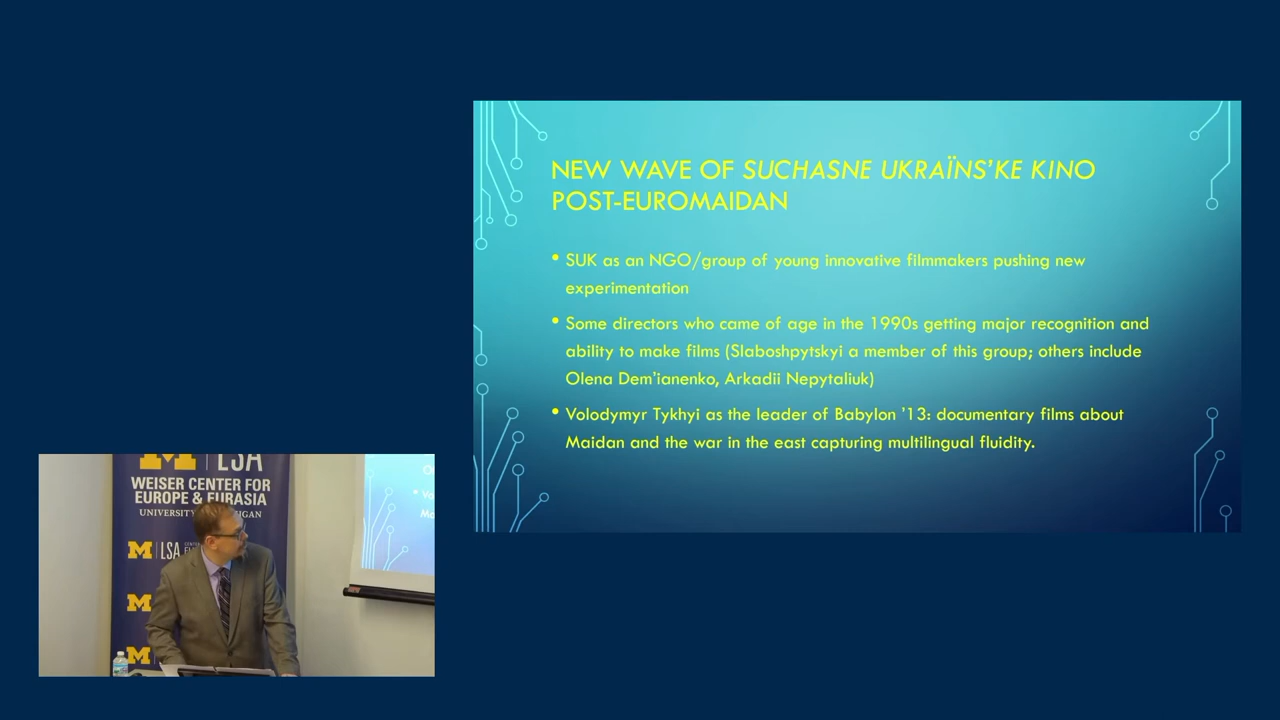 NEW WAVE OF SUCHASNE UKRAÏNS’KE KINO
POST-EUROMAIDAN
• SUK as an NGO/group of young innovative filmmakers pushing new
experimentation
• Some directors who came of age in the 1990s getting major recognition and
ability to make films (Slaboshpytskyi a member of this group; others include
Olena Dem’ianenko, Arkadii Nepytaliuk)
• Volodymyr Tykhyi as the leader of Babylon ’13: documentary films about
Maidan and the war in the east capturing multilingual fluidity.
M | LSA
WEISER CENTER FOR
EUROPE & EURASIA
M | LSA
M
M